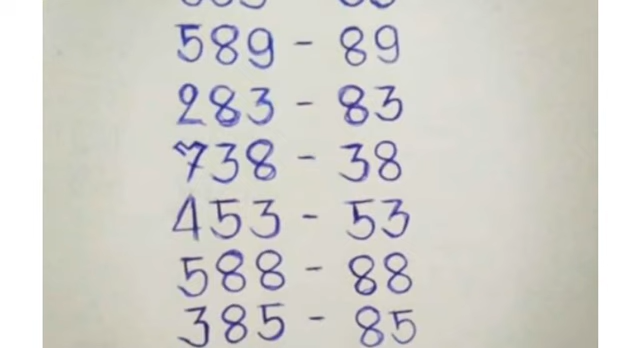 589 - 89
283 - 83
738 - 38
453 - 53
588 - 88
385 - 85